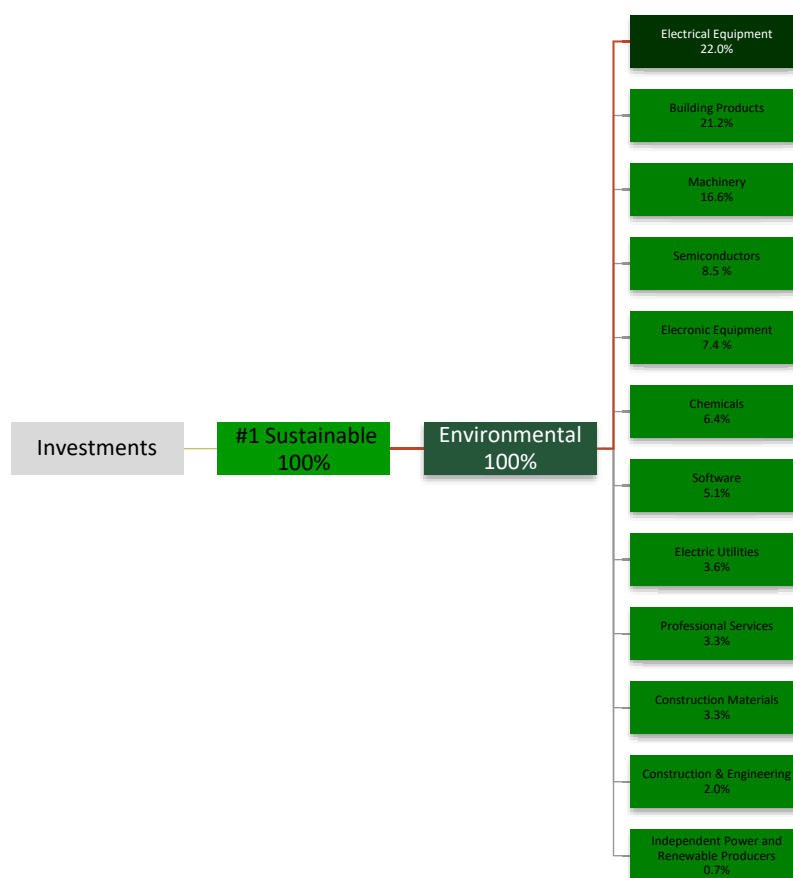 Electrical Equipment
22.0%
Building Products
21.2%
Machinery
16.6%
Semiconductors
8.5 %
Elecronic Equipment
7.4 %
Chemicals
6.4%
Investments
#1 Sustainable
100%
Environmental
100%
Software
5.1%
Electric Utilities
3.6%
Professional Services
3.3%
Construction Materials
3.3%
Construction & Engineering
2.0%
Independent Power and
Renewable Producers
0.7%